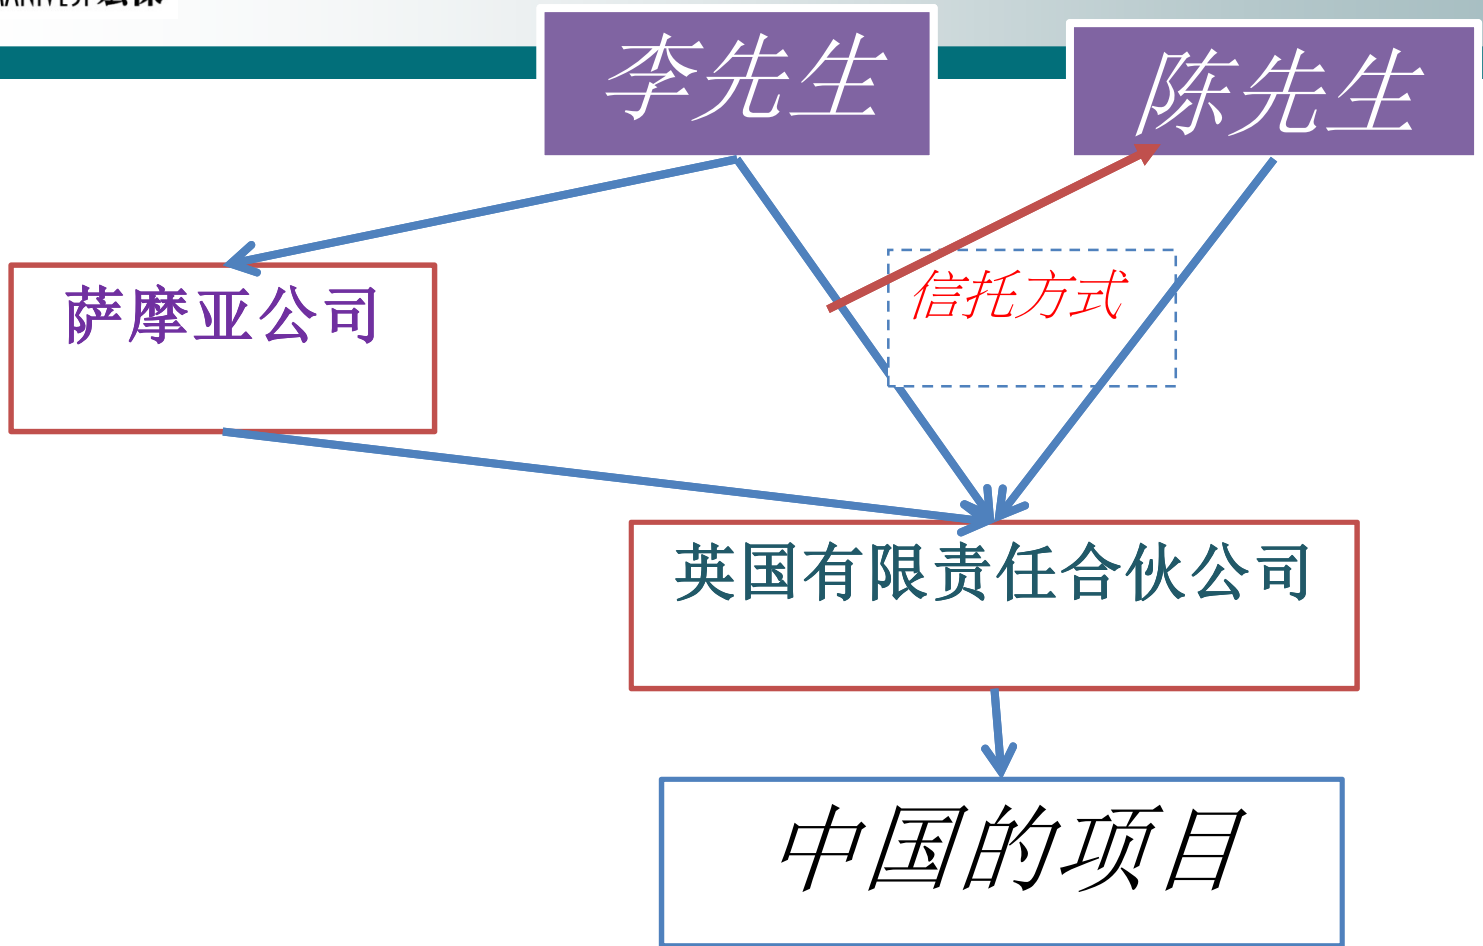 李先生
陈先生
信托方式
萨摩亚公司
英国有限责任合伙公司
中国的项目